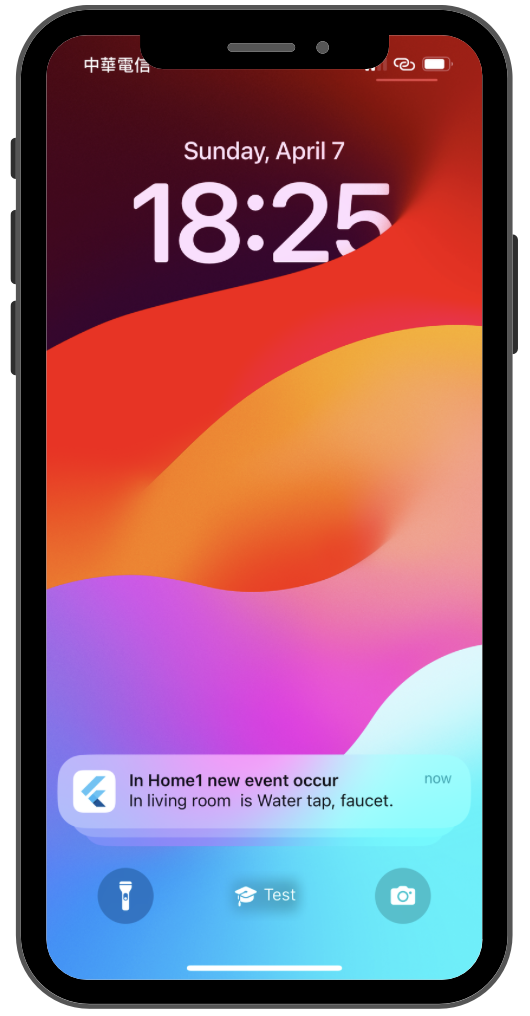 中華電信
Sunday, April 7
18:25
In Home1 new event occur
now
In living room  is Water tap, faucet.
Test